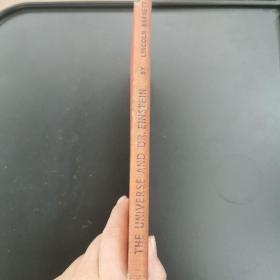 THE UNIVERSE AND DR. EINSTEIN BY LINCOLN BARNETT